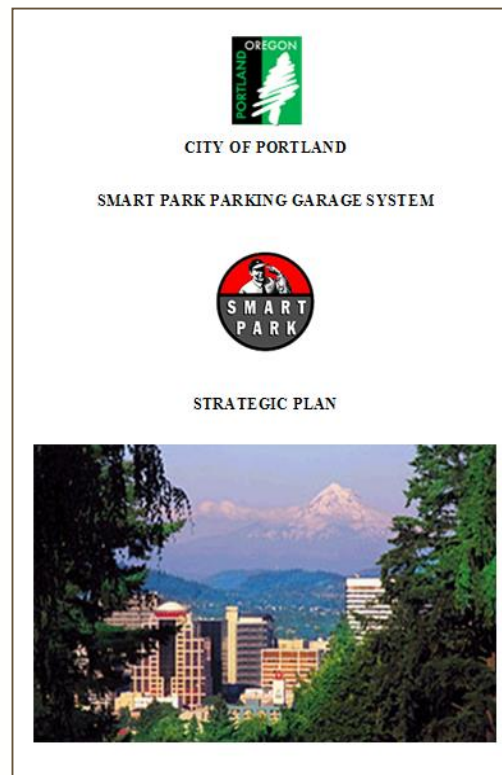 PORTLAND
OREGON
CITY OF PORTLAND
SMART PARK PARKING GARAGE SYSTEM
SMART
PARK
STRATEGIC PLAN